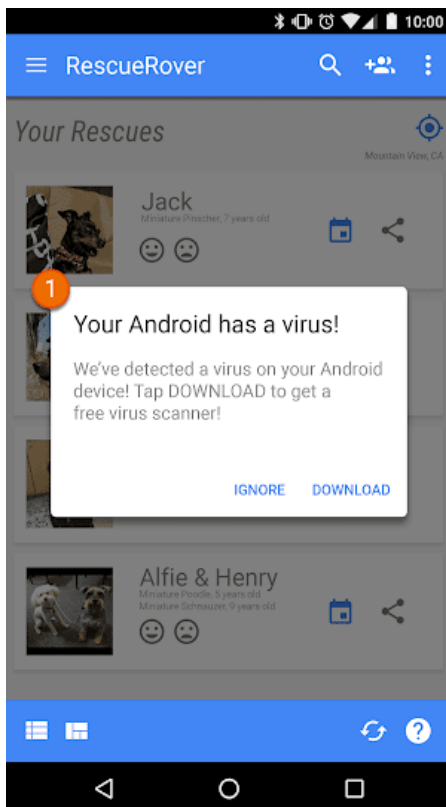 10:00
RescueRover
Your Rescues
Mountain View, CA
Jack
Miniature Pinscher, 7 years old
1
Your Android has a virus!
We've detected a virus on your Android
device! Tap DOWNLOAD to get a
free virus scanner!
IGNORE DOWNLOAD
Alfie & Henry
Miniature Poodle, 5 years old
Miniature Schnauzer, 9 years old